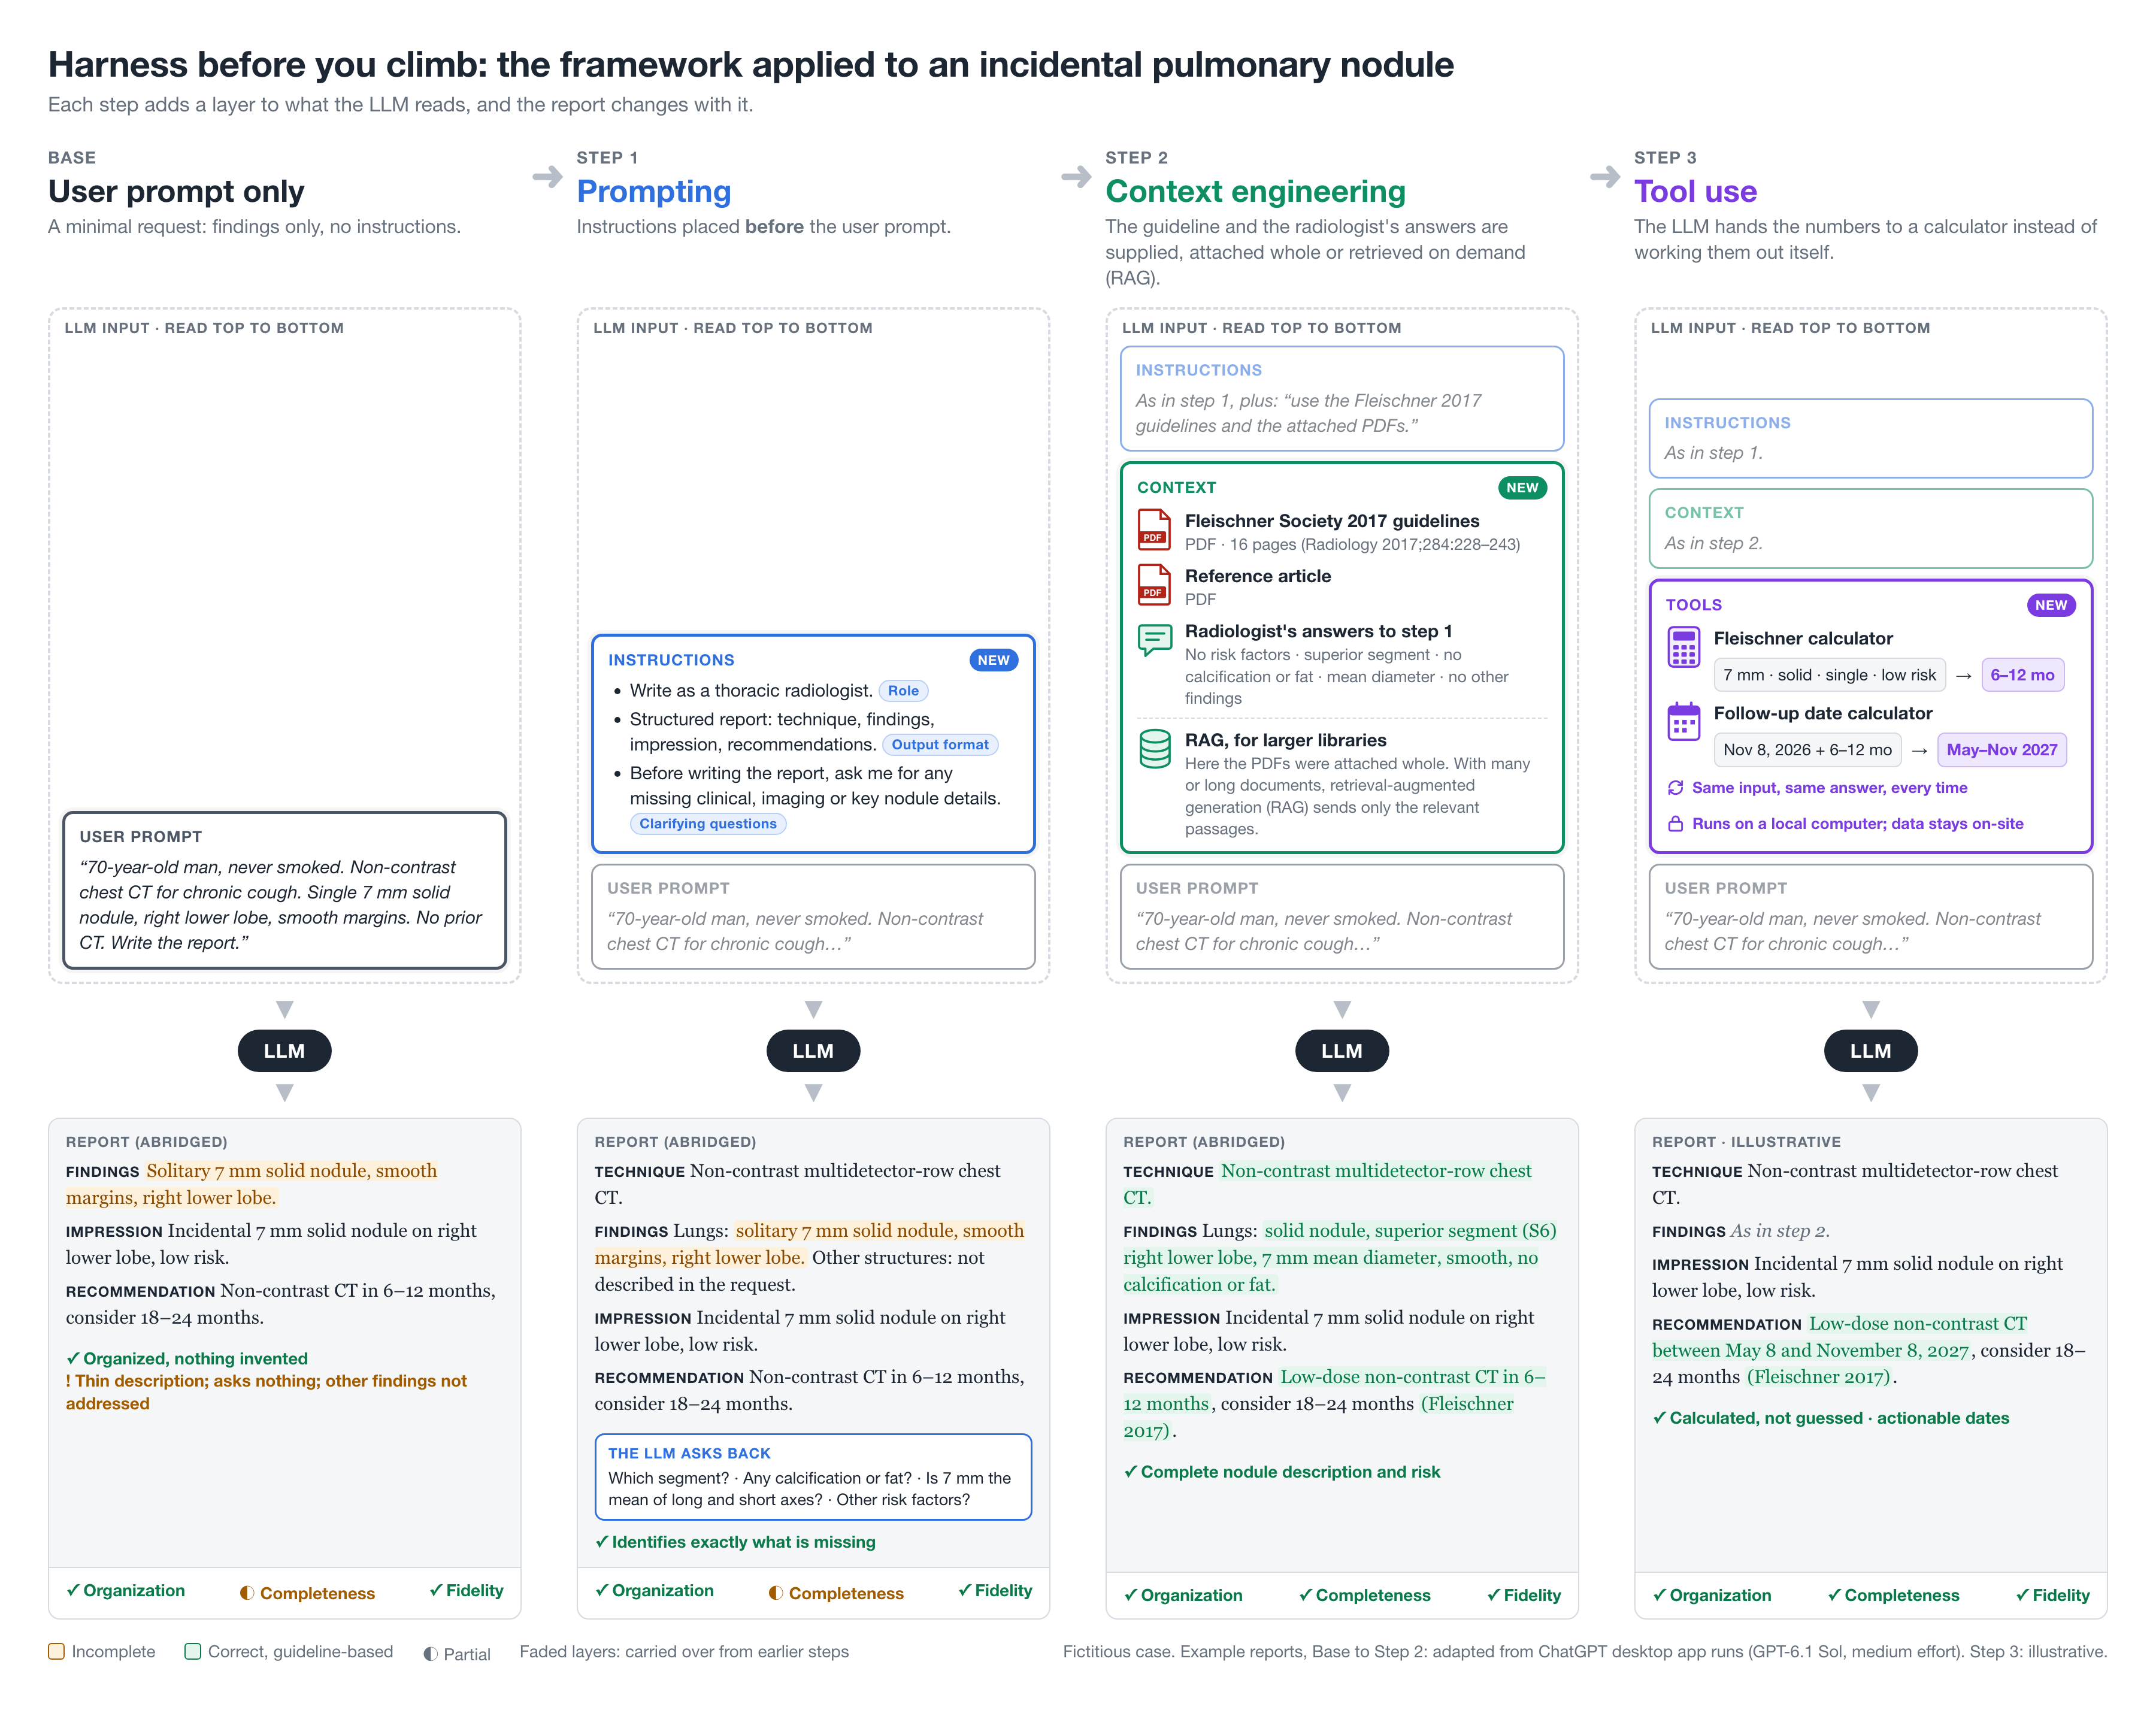 Harness before you climb: the framework applied to an incidental pulmonary nodule
Each step adds a layer to what the LLM reads, and the report changes with it.
BASE
User prompt only
A minimal request: findings only, no instructions.
LLM INPUT · READ TOP TO BOTTOM
USER PROMPT
“70-year-old man, never smoked. Non-contrast
chest CT for chronic cough. Single 7 mm solid
nodule, right lower lobe, smooth margins. No prior
CT. Write the report.”
LLM
REPORT (ABRIDGED)
FINDINGS Solitary 7 mm solid nodule, smooth
margins, right lower lobe.
IMPRESSION Incidental 7 mm solid nodule on right
lower lobe, low risk.
RECOMMENDATION Non-contrast CT in 6–12 months,
consider 18–24 months.
✓ Organized, nothing invented
! Thin description; asks nothing; other findings not
addressed
✓ Organization ◐ Completeness ✓ Fidelity
➜
STEP 1
Prompting
Instructions placed before the user prompt.
LLM INPUT · READ TOP TO BOTTOM
INSTRUCTIONS NEW
• Write as a thoracic radiologist. Role
• Structured report: technique, findings,
impression, recommendations. Output format
• Before writing the report, ask me for any
missing clinical, imaging or key nodule details.
Clarifying questions
USER PROMPT
“70-year-old man, never smoked. Non-contrast
chest CT for chronic cough…”
LLM
REPORT (ABRIDGED)
TECHNIQUE Non-contrast multidetector-row chest
CT.
FINDINGS Lungs: solitary 7 mm solid nodule, smooth
margins, right lower lobe. Other structures: not
described in the request.
IMPRESSION Incidental 7 mm solid nodule on right
lower lobe, low risk.
RECOMMENDATION Non-contrast CT in 6–12 months,
consider 18–24 months.
THE LLM ASKS BACK
Which segment? · Any calcification or fat? · Is 7 mm the
mean of long and short axes? · Other risk factors?
✓ Identifies exactly what is missing
✓ Organization ◐ Completeness ✓ Fidelity
➜
STEP 2
Context engineering
The guideline and the radiologist's answers are
supplied, attached whole or retrieved on demand
(RAG).
LLM INPUT · READ TOP TO BOTTOM
INSTRUCTIONS
As in step 1, plus: “use the Fleischner 2017
guidelines and the attached PDFs.”
CONTEXT NEW
PDF
Fleischner Society 2017 guidelines
PDF · 16 pages (Radiology 2017;284:228–243)
PDF
Reference article
PDF
Radiologist's answers to step 1
No risk factors · superior segment · no
calcification or fat · mean diameter · no other
findings
RAG, for larger libraries
Here the PDFs were attached whole. With many
or long documents, retrieval-augmented
generation (RAG) sends only the relevant
passages.
USER PROMPT
“70-year-old man, never smoked. Non-contrast
chest CT for chronic cough…”
LLM
REPORT (ABRIDGED)
TECHNIQUE Non-contrast multidetector-row chest
CT.
FINDINGS Lungs: solid nodule, superior segment (S6)
right lower lobe, 7 mm mean diameter, smooth, no
calcification or fat.
IMPRESSION Incidental 7 mm solid nodule on right
lower lobe, low risk.
RECOMMENDATION Low-dose non-contrast CT in 6–
12 months, consider 18–24 months (Fleischner
2017).
✓ Complete nodule description and risk
✓ Organization ✓ Completeness ✓ Fidelity
➜
STEP 3
Tool use
The LLM hands the numbers to a calculator instead of
working them out itself.
LLM INPUT · READ TOP TO BOTTOM
INSTRUCTIONS
As in step 1.
CONTEXT
As in step 2.
TOOLS NEW
Fleischner calculator
7 mm · solid · single · low risk → 6–12 mo
Follow-up date calculator
Nov 8, 2026 + 6–12 mo → May–Nov 2027
Same input, same answer, every time
Runs on a local computer; data stays on-site
USER PROMPT
“70-year-old man, never smoked. Non-contrast
chest CT for chronic cough…”
LLM
REPORT · ILLUSTRATIVE
TECHNIQUE Non-contrast multidetector-row chest
CT.
FINDINGS As in step 2.
IMPRESSION Incidental 7 mm solid nodule on right
lower lobe, low risk.
RECOMMENDATION Low-dose non-contrast CT
between May 8 and November 8, 2027, consider 18–
24 months (Fleischner 2017).
✓ Calculated, not guessed · actionable dates
✓ Organization ✓ Completeness ✓ Fidelity
Incomplete Correct, guideline-based ◐ Partial Faded layers: carried over from earlier steps
Fictitious case. Example reports, Base to Step 2: adapted from ChatGPT desktop app runs (GPT-6.1 Sol, medium effort). Step 3: illustrative.